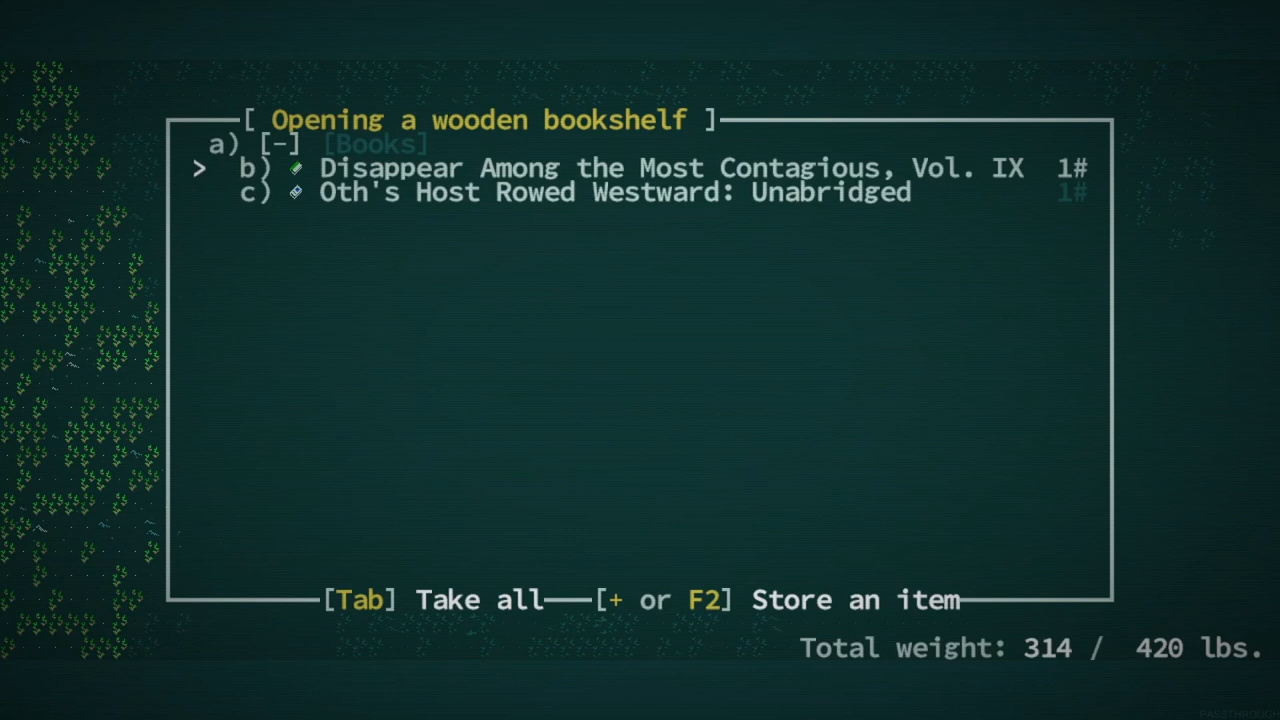 [ Opening a wooden bookshelf ]
a) [-] [Books]
> b) Disappear Among the Most Contagious, Vol. IX 1#
c) Oth's Host Rowed Westward: Unabridged 1#
[Tab] Take all [+ or F2] Store an item
Total weight: 314 / 420 lbs.